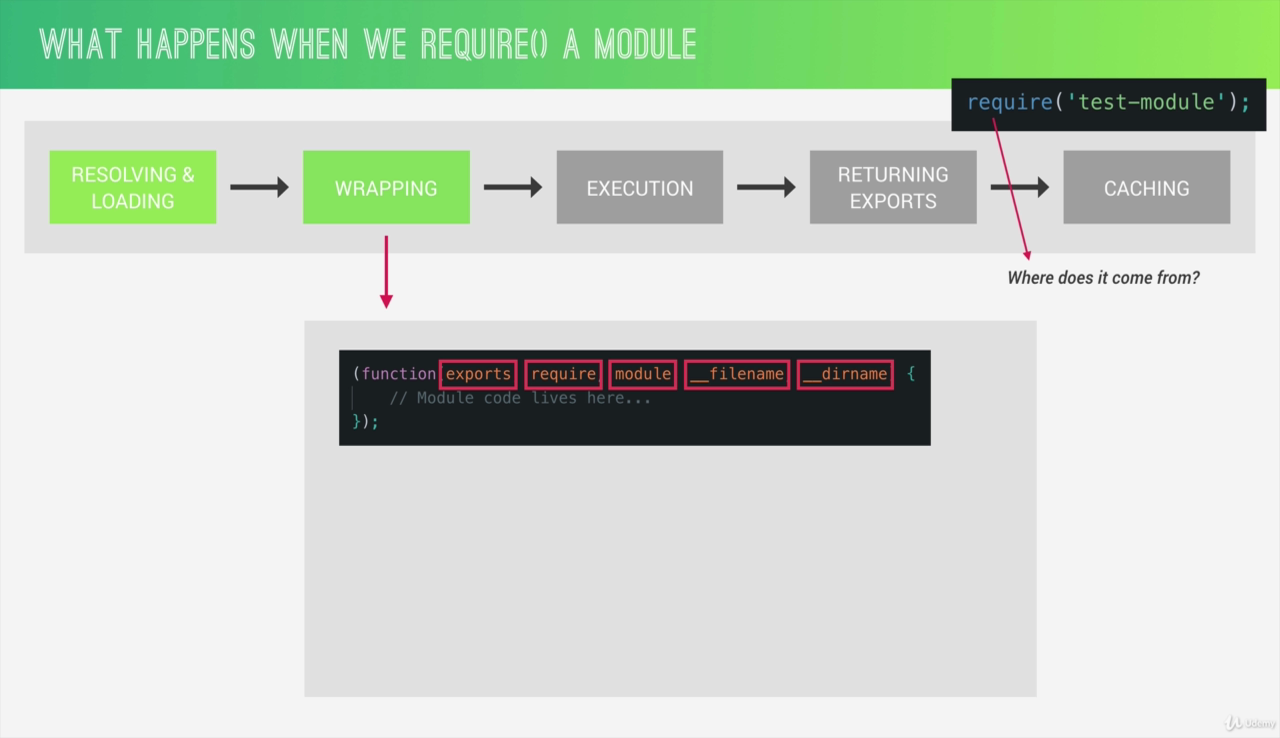 WHAT HAPPENS WHEN WE REQUIRE() A MODULE
require('test-module');
RESOLVING &
LOADING
WRAPPING
EXECUTION
RETURNING
EXPORTS
CACHING
Where does it come from?
(function(exports require, module __filename __dirname {
// Module code lives here...
});
Udemy